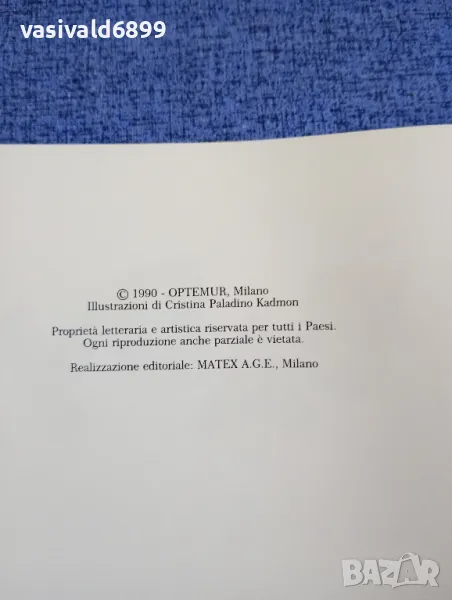 vasivald6899
© 1990 - OPTEMUR, Milano
Illustrazioni di Cristina Paladino Kadmon
Proprietà letteraria e artistica riservata per tutti i Paesi.
Ogni riproduzione anche parziale è vietata.
Realizzazione editoriale: MATEX A.G.E., Milano
BAZAR